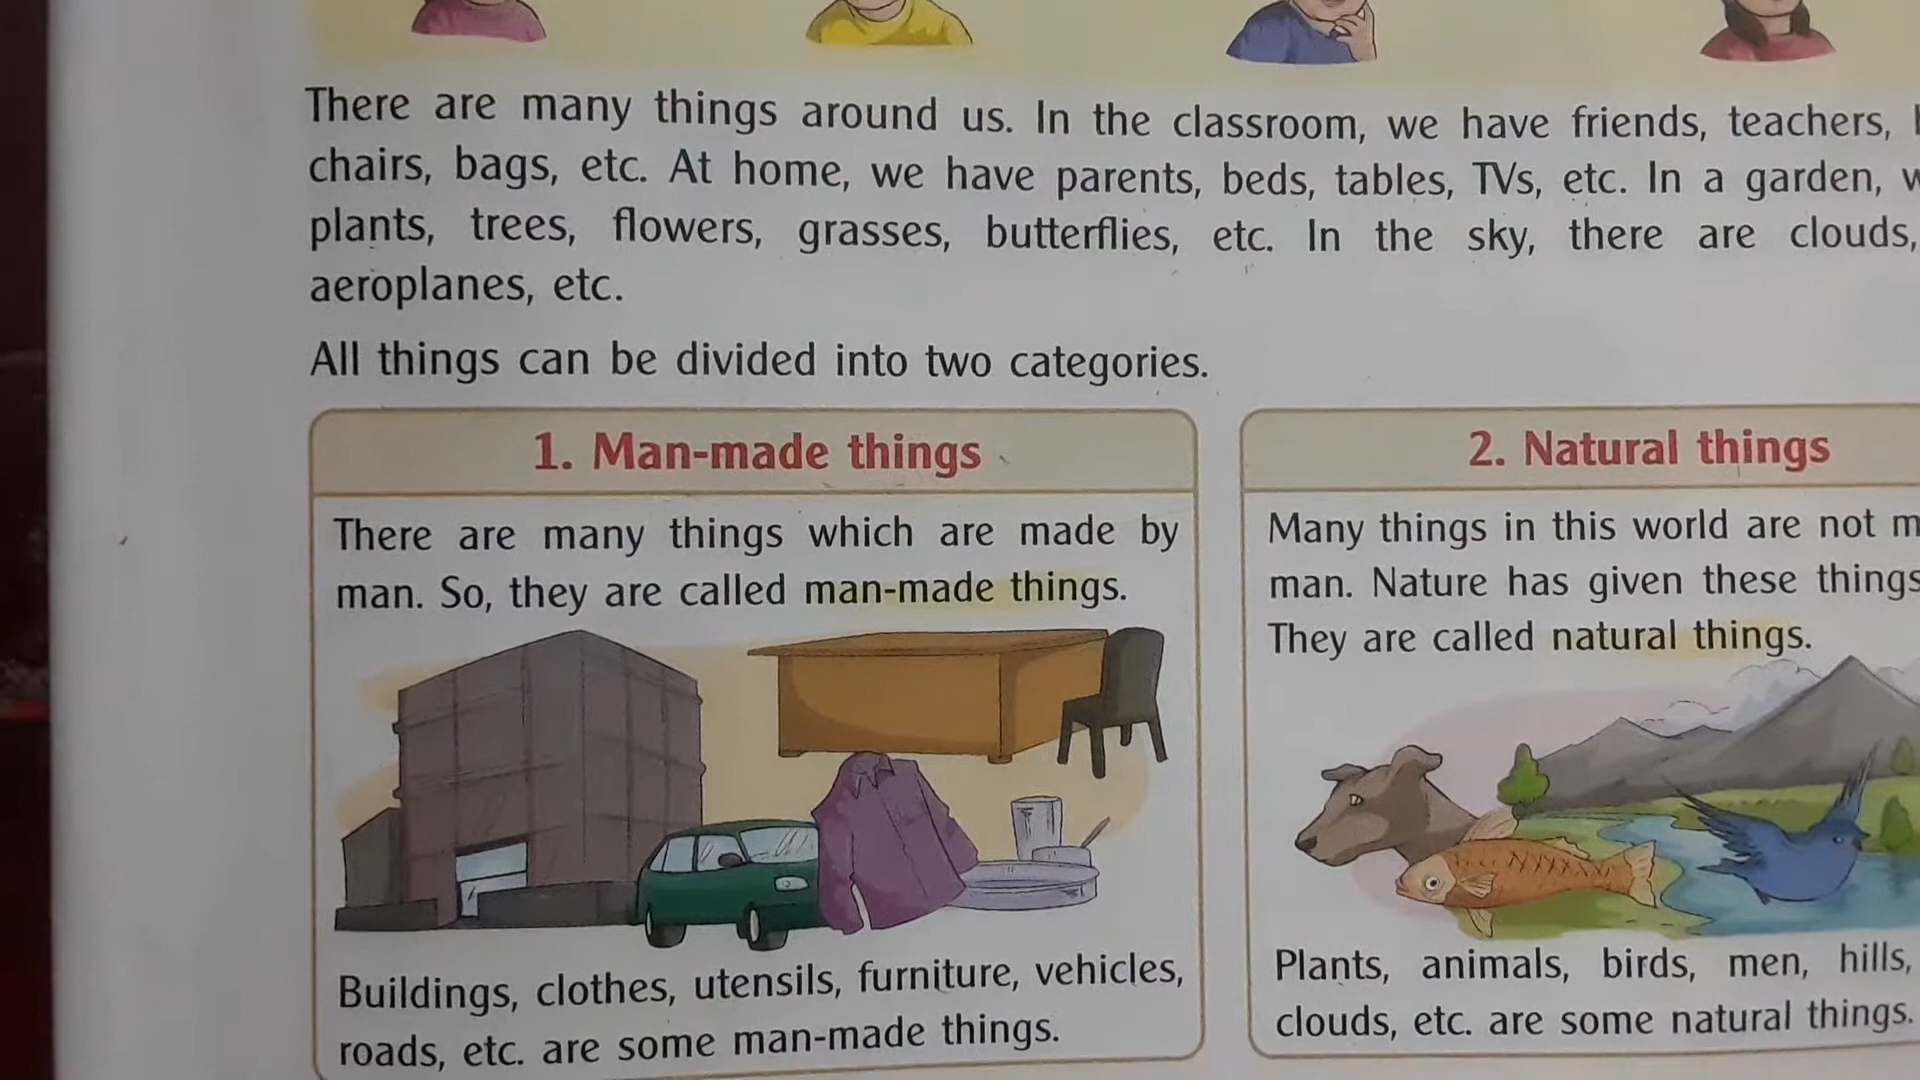 There are many things around us. In the classroom, we have friends, teachers,
chairs, bags, etc. At home, we have parents, beds, tables, TVs, etc. In a garden,
plants, trees, flowers, grasses, butterflies, etc. In the sky, there are clouds,
aeroplanes, etc.
All things can be divided into two categories.
1. Man-made things
There are many things which are made by
man. So, they are called man-made things.
Buildings, clothes, utensils, furniture, vehicles,
roads, etc. are some man-made things.
2. Natural things
Many things in this world are not
man. Nature has given these things
They are called natural things.
Plants, animals, birds, men, hills,
clouds, etc. are some natural things.